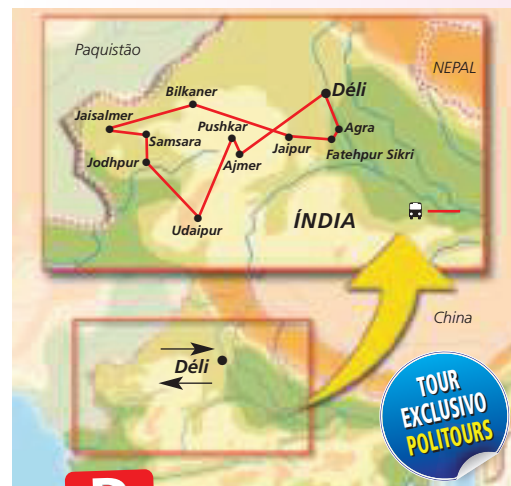 Paquistão
NEPAL
Bilkaner
Déli
Jaisalmer
Pushkar
Samsara
Agra
Jaipur
Jodhpur
Ajmer
Fatehpur Sikri
Udaipur
ÍNDIA
China
Déli
TOUR
EXCLUSIVO
POLITOURS